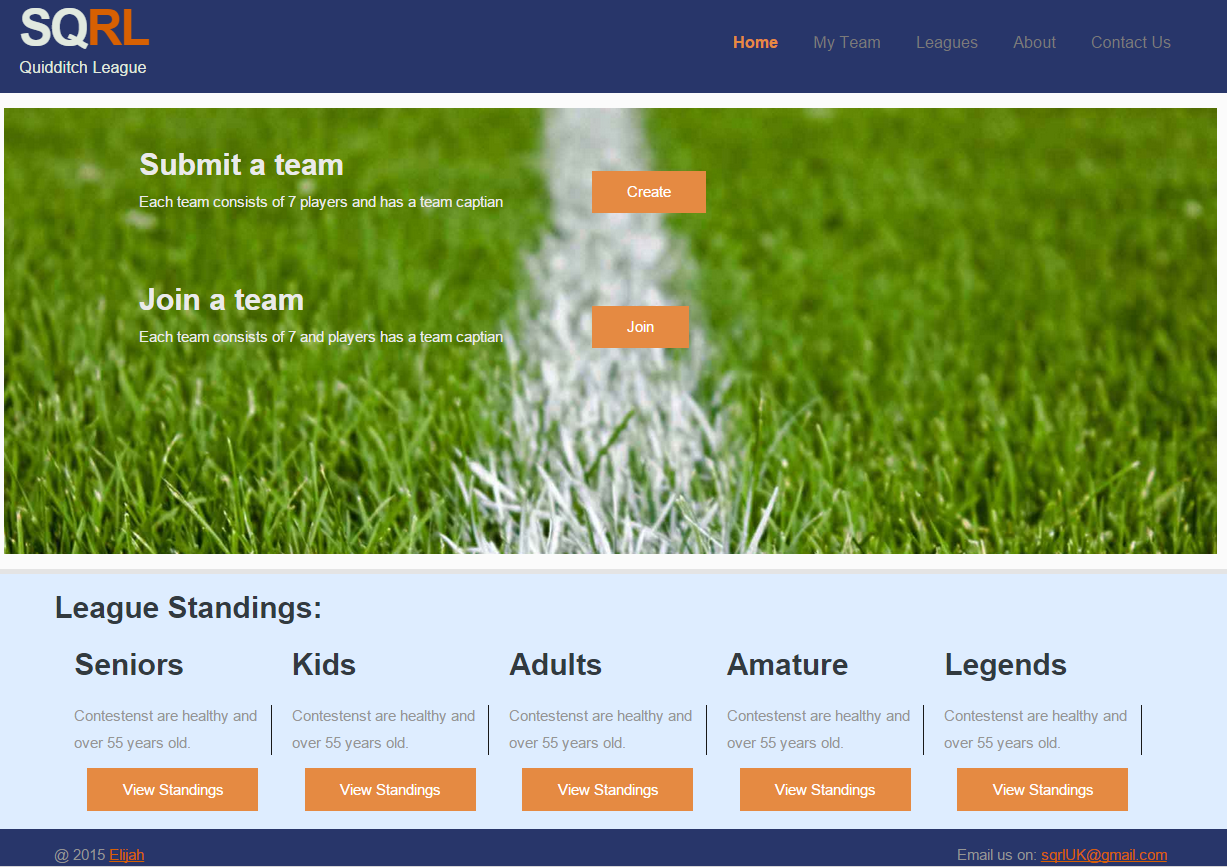 SQRL
Quidditch League
Home My Team Leagues About Contact Us
Submit a team
Each team consists of 7 players and has a team captian
Create
Join a team
Each team consists of 7 and players has a team captian
Join
League Standings:
Seniors
Contestenst are healthy and
over 55 years old.
View Standings
Kids
Contestenst are healthy and
over 55 years old.
View Standings
Adults
Contestenst are healthy and
over 55 years old.
View Standings
Amature
Contestenst are healthy and
over 55 years old.
View Standings
Legends
Contestenst are healthy and
over 55 years old.
View Standings
@ 2015 Elijah
Email us on: sqrlUK@gmail.com